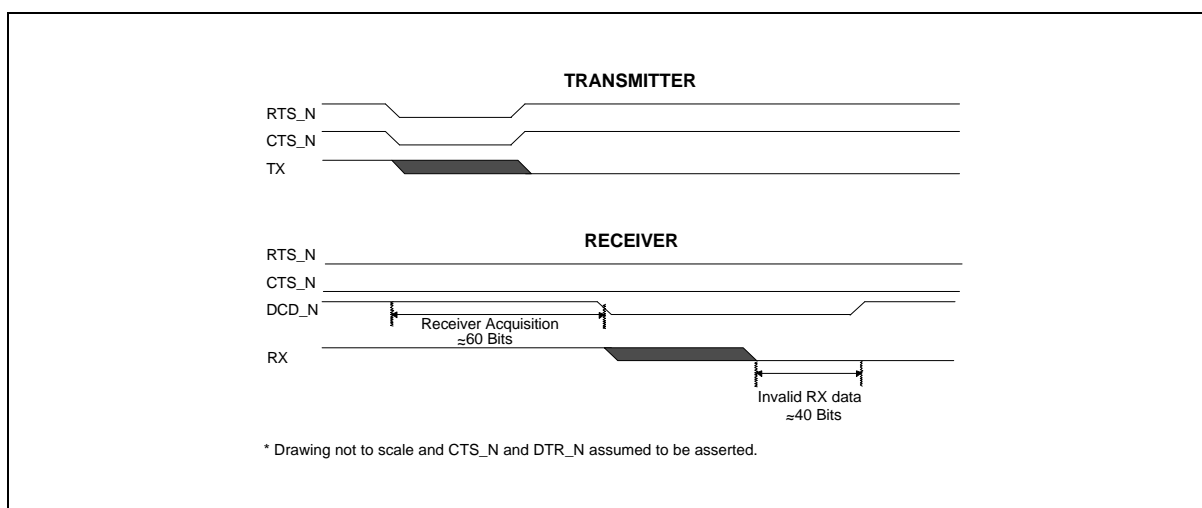 TRANSMITTER
RTS_N
CTS_N
TX
RECEIVER
RTS_N
CTS_N
DCD_N
Receiver Acquisition
≈60 Bits
RX
Invalid RX data
≈40 Bits
* Drawing not to scale and CTS_N and DTR_N assumed to be asserted.